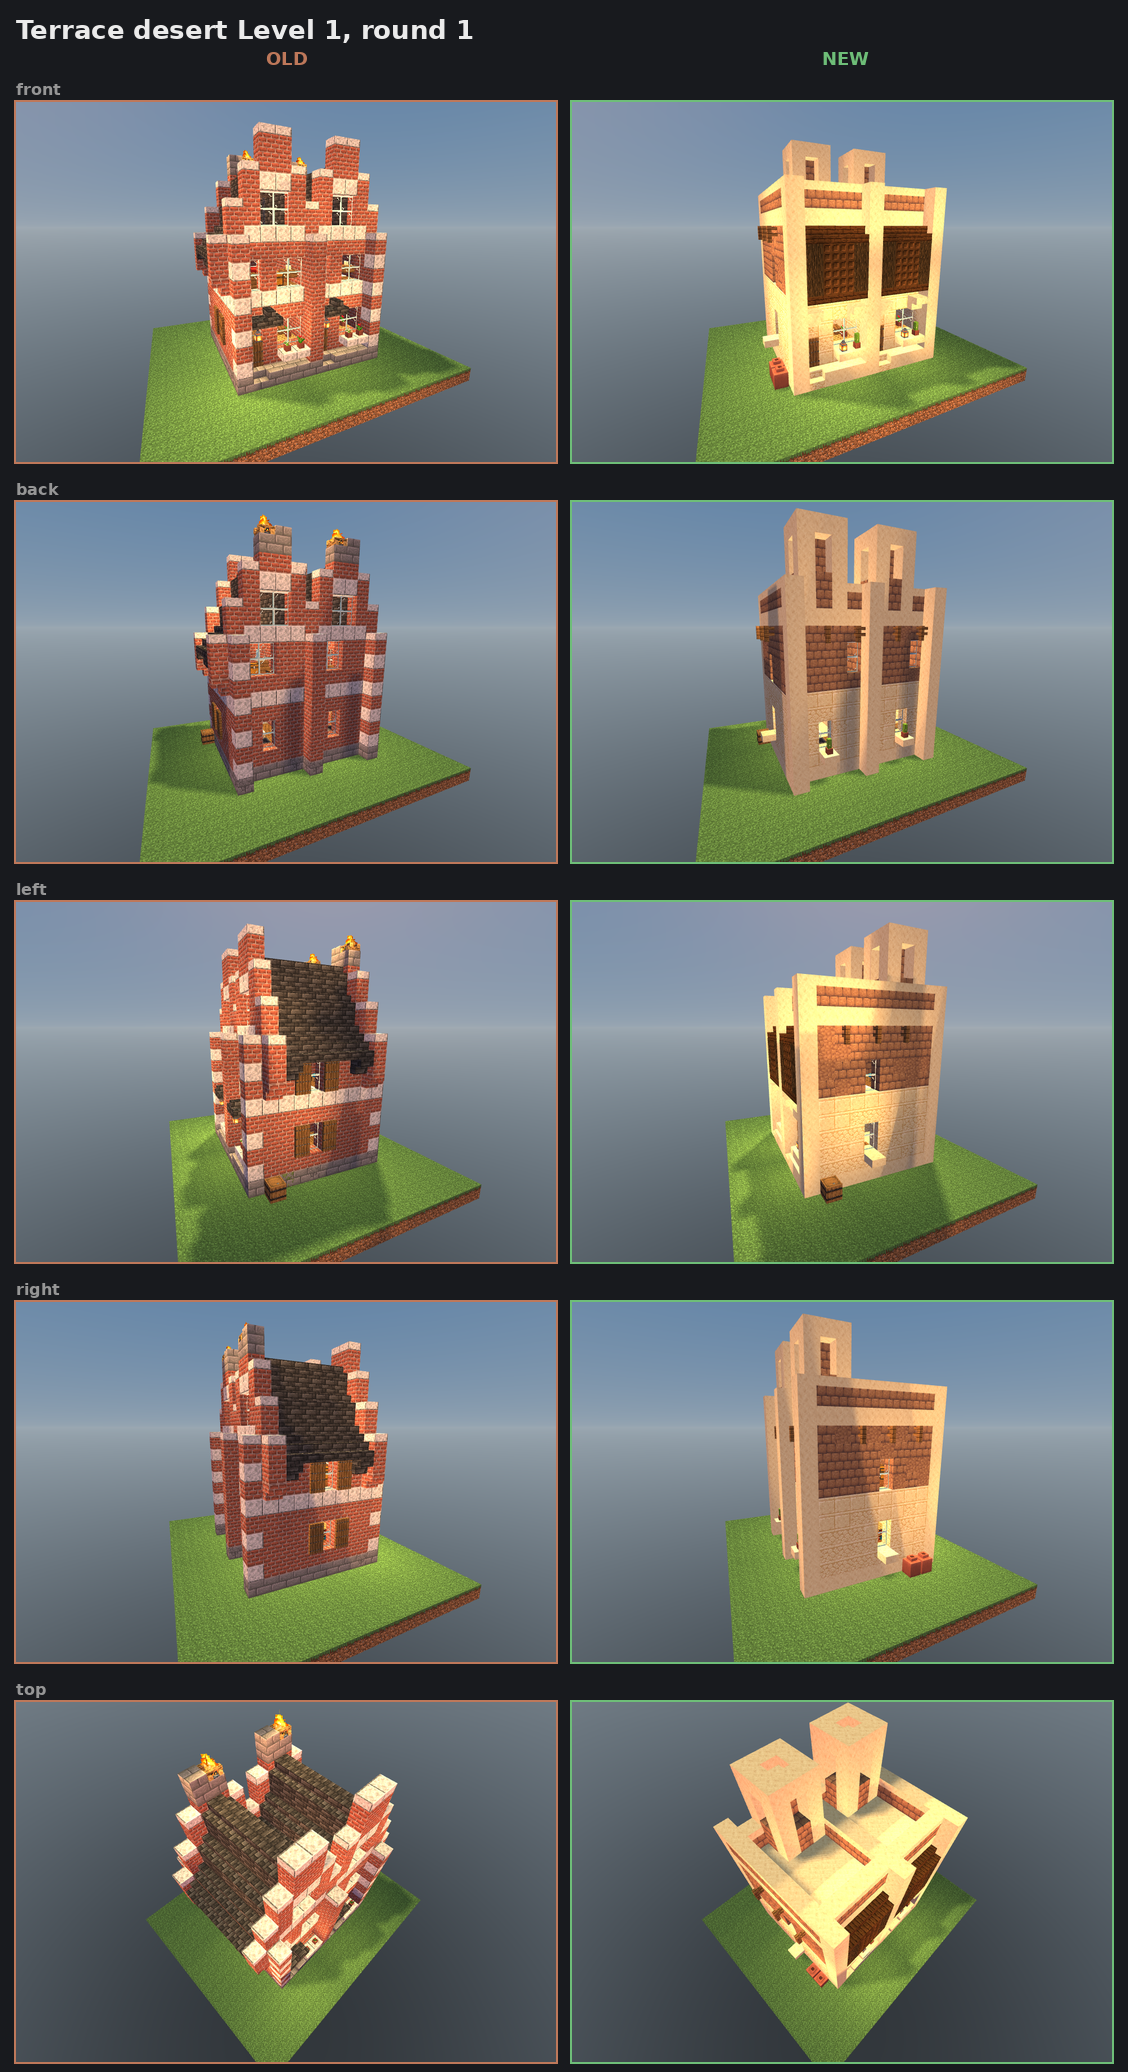 Terrace desert Level 1, round 1
OLD
NEW
front
back
left
right
top